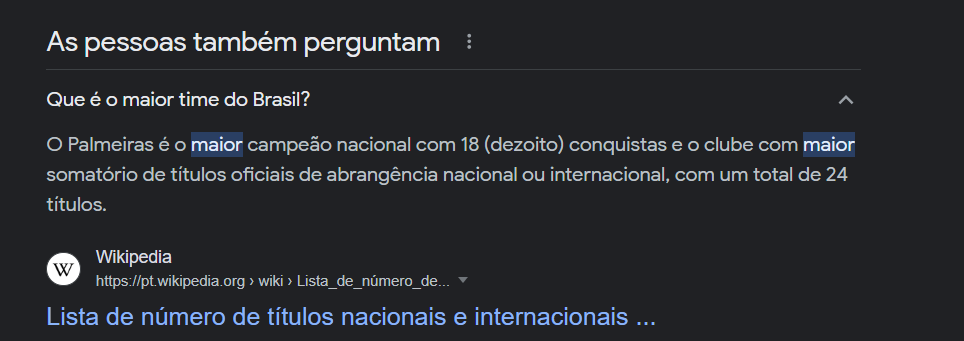 As pessoas também perguntam
Que é o maior time do Brasil?
O Palmeiras é o maior campeão nacional com 18 (dezoito) conquistas e o clube com maior
somatório de títulos oficiais de abrangência nacional ou internacional, com um total de 24
títulos.
W
Wikipedia
https://pt.wikipedia.org › wiki › Lista_de_número_de...
Lista de número de títulos nacionais e internacionais ...